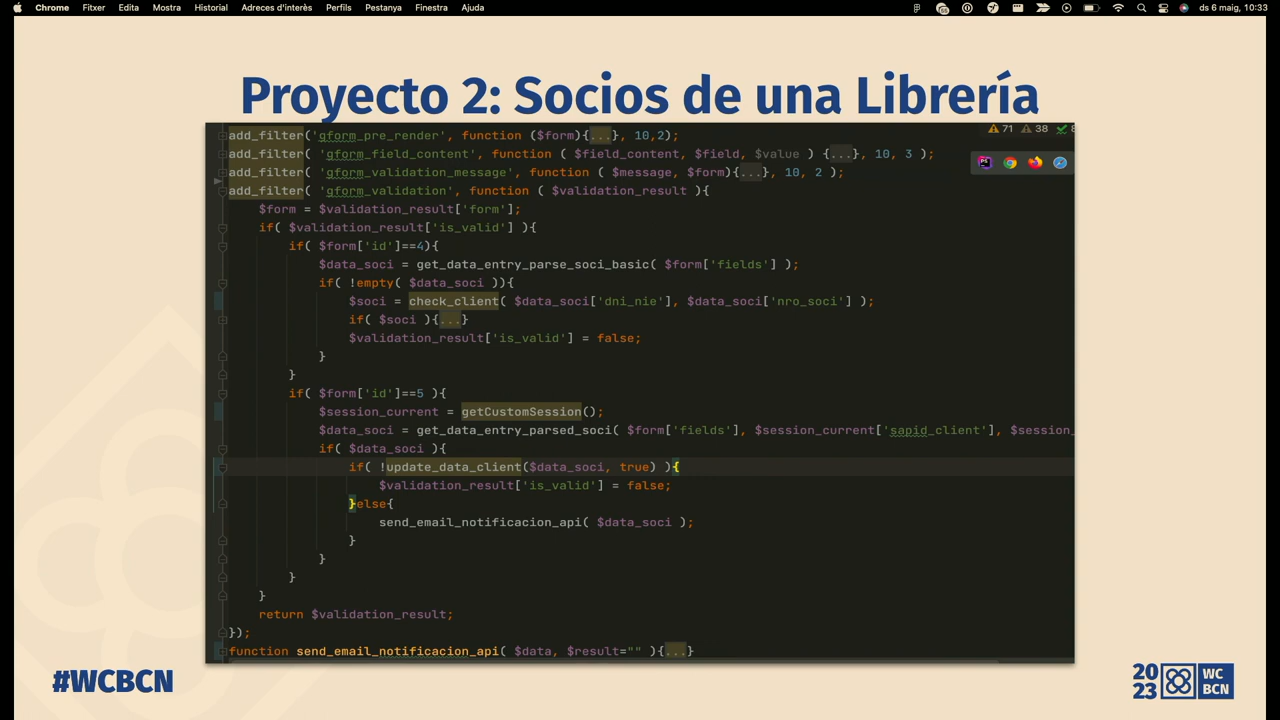 Chrome Fitxer Edita Mostra Historial Adreces d'interès Perfils Pestanya Finestra Ajuda ds 6 maig, 10:33
Proyecto 2: Socios de una Librería
add_filter('gform_pre_render', function ($form){...}, 10,2);
add_filter( 'gform_field_content', function ( $field_content, $field, $value ) {...}, 10, 3 );
add_filter( 'gform_validation_message', function ( $message, $form){...}, 10, 2 );
add_filter( 'gform_validation', function ( $validation_result ){
$form = $validation_result['form'];
if( $validation_result['is_valid'] ){
if( $form['id']==4){
$data_soci = get_data_entry_parse_soci_basic( $form['fields'] );
if( !empty( $data_soci )){
$soci = check_client( $data_soci['dni_nie'], $data_soci['nro_soci'] );
if( $soci ){...}
$validation_result['is_valid'] = false;
}
}
if( $form['id']==5 ){
$session_current = getCustomSession();
$data_soci = get_data_entry_parsed_soci( $form['fields'], $session_current['sapid_client'], $session_
if( $data_soci ){
if( !update_data_client($data_soci, true) ){
$validation_result['is_valid'] = false;
}else{
send_email_notificacion_api( $data_soci );
}
}
}
}
return $validation_result;
});
function send_email_notificacion_api( $data, $result="" ){...}
71 38 8
#WCBCN
2023 WC BCN